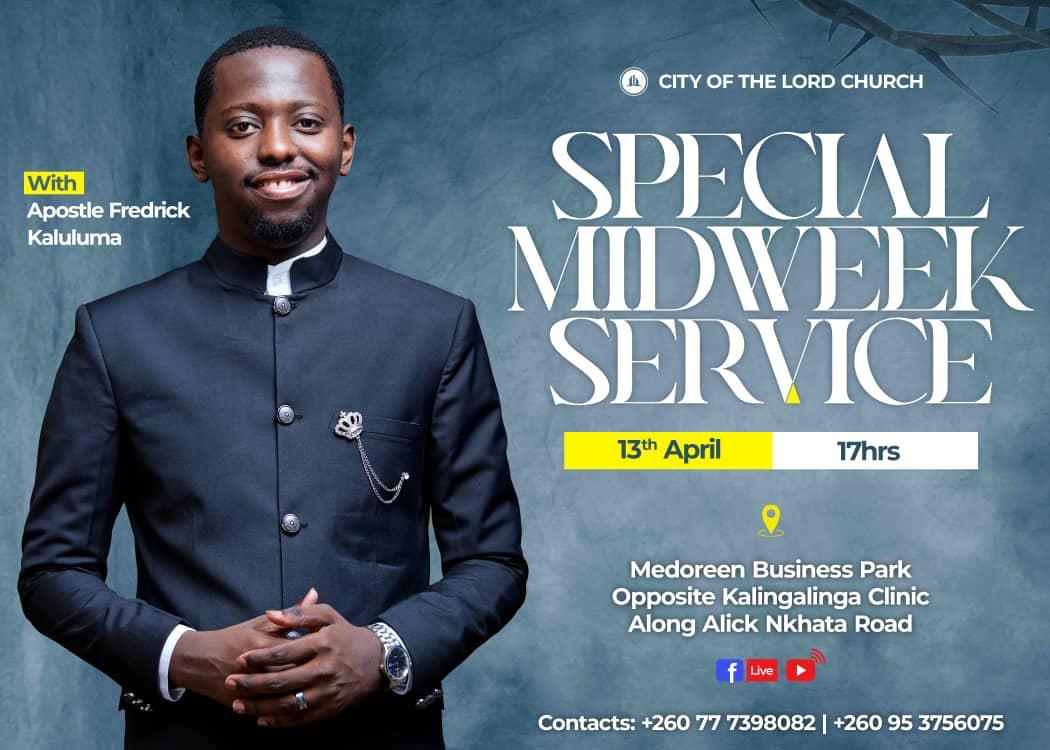 CITY OF THE LORD CHURCH
With
Apostle Fredrick
Kaluluma
SPECIAL
MIDWEEK
SERVICE
13th April
17hrs
Medoreen Business Park
Opposite Kalingalinga Clinic
Along Alick Nkhata Road
f Live
Contacts: +260 77 7398082 | +260 95 3756075